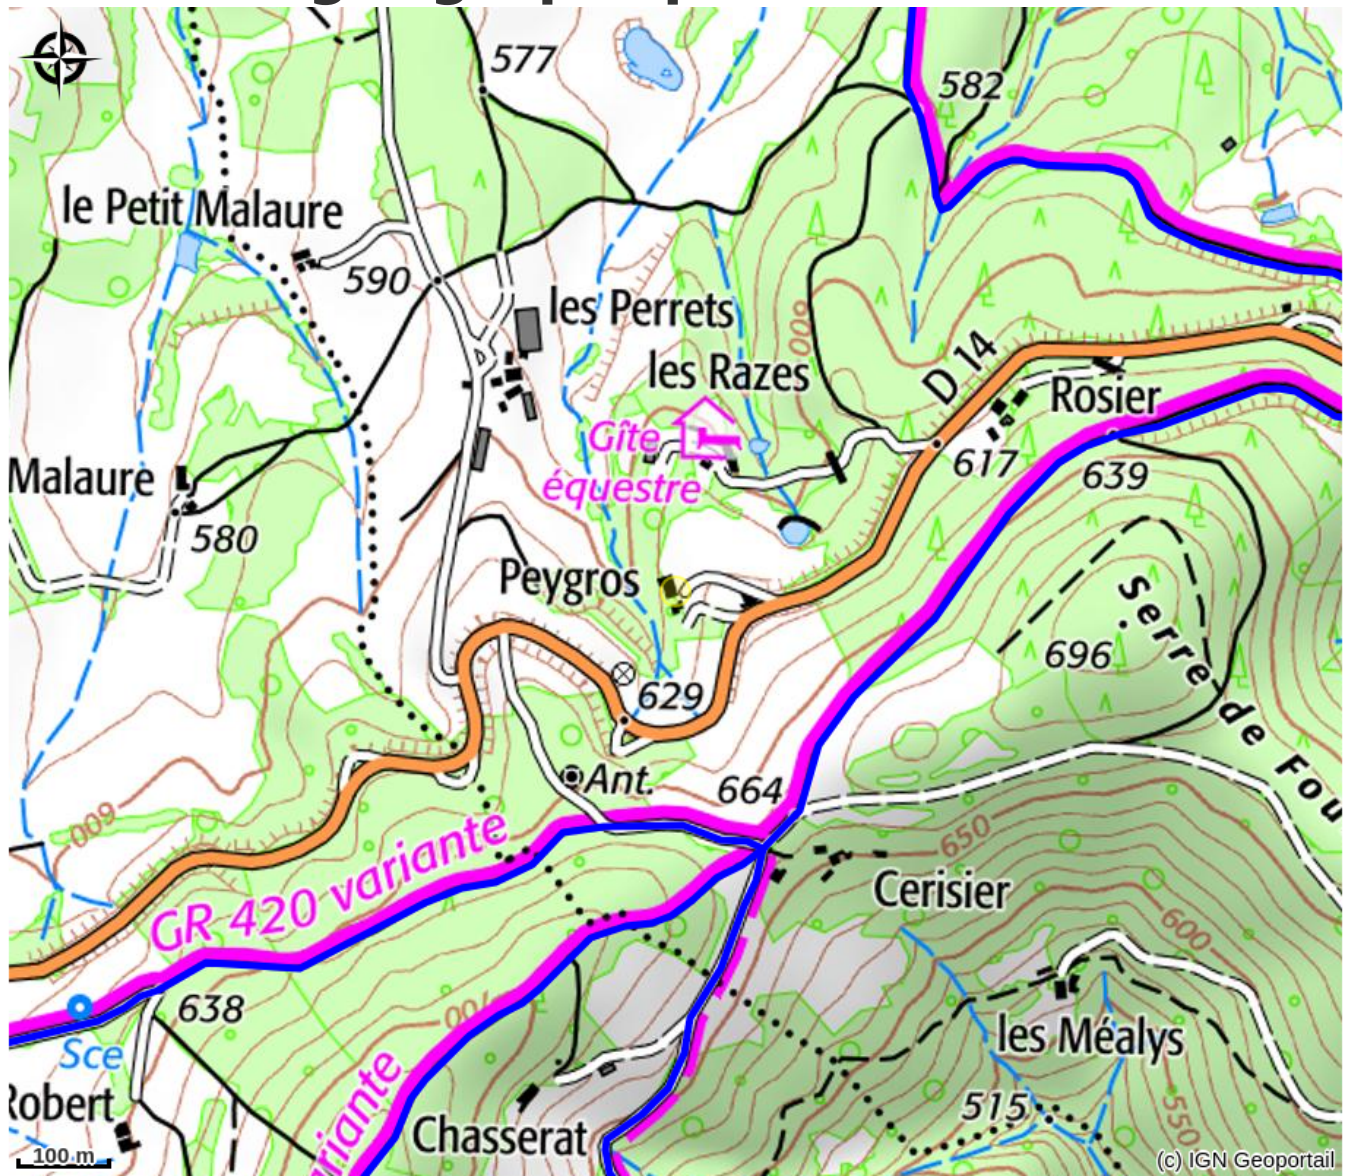 577
582
le Petit Malaure
590
les Perrets
les Razes
600
D 14
Rosier
Gîte
équestre
617
639
Malaure
580
Peygros
Serre de Fou
696
629
Ant.
664
600
650
GR 420 variante
Cerisier
600
638
700
les Méalys
Sce
Robert
variante
515
550
Chasserat
100 m
(c) IGN Geoportail